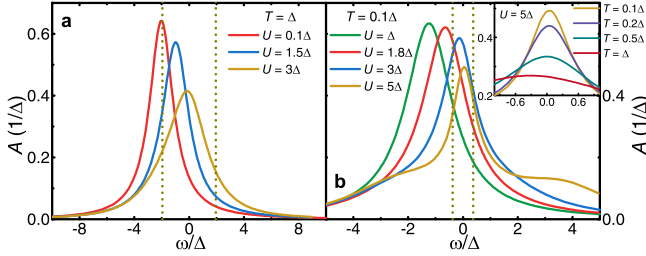 a
T = Δ
U = 0.1Δ
U = 1.5Δ
U = 3Δ
A (1/Δ)
0.6
0.4
0.2
0.0
-8
-4
0
4
8
ω/Δ
b
T = 0.1Δ
U = Δ
U = 1.8Δ
U = 3Δ
U = 5Δ
-4
-2
0
2
4
ω/Δ
0.4
0.0
A (1/Δ)
U = 5Δ
0.4
0.2
-0.6
0.0
0.6
T = 0.1Δ
T = 0.2Δ
T = 0.5Δ
T = Δ